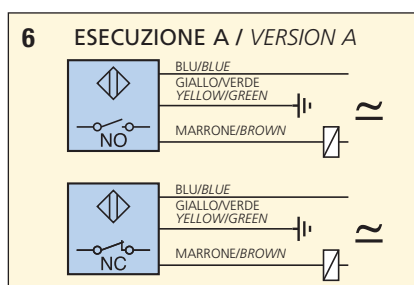 6 ESECUZIONE A / VERSION A
BLU/BLUE
GIALLO/VERDE
YELLOW/GREEN
MARRONE/BROWN
NO
BLU/BLUE
GIALLO/VERDE
YELLOW/GREEN
MARRONE/BROWN
NC